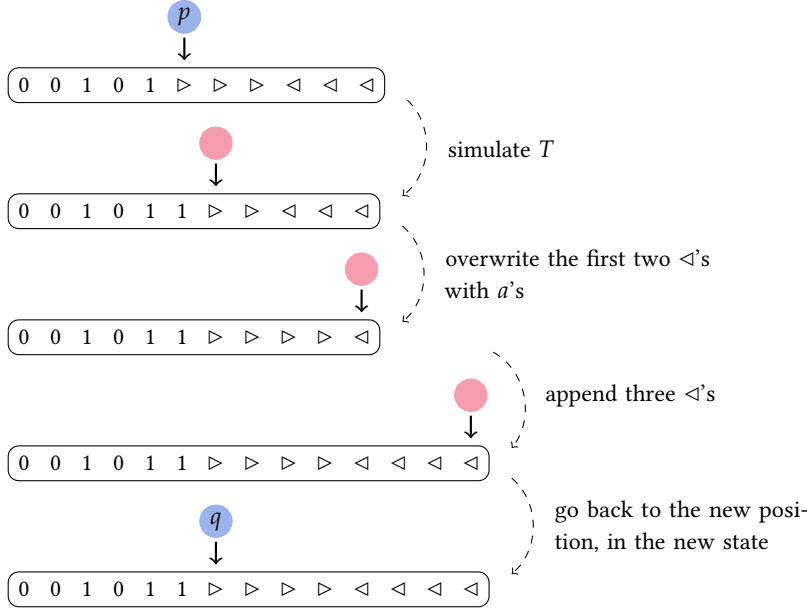 p
0 0 1 0 1 ▷ ▷ ▷ ◁ ◁ ◁
simulate T
0 0 1 0 1 1 ▷ ▷ ◁ ◁ ◁
overwrite the first two ◁'s
with a's
0 0 1 0 1 1 ▷ ▷ ▷ ▷ ◁
append three ◁'s
0 0 1 0 1 1 ▷ ▷ ▷ ▷ ◁ ◁ ◁ ◁
go back to the new posi-
tion, in the new state
q
0 0 1 0 1 1 ▷ ▷ ▷ ▷ ◁ ◁ ◁ ◁